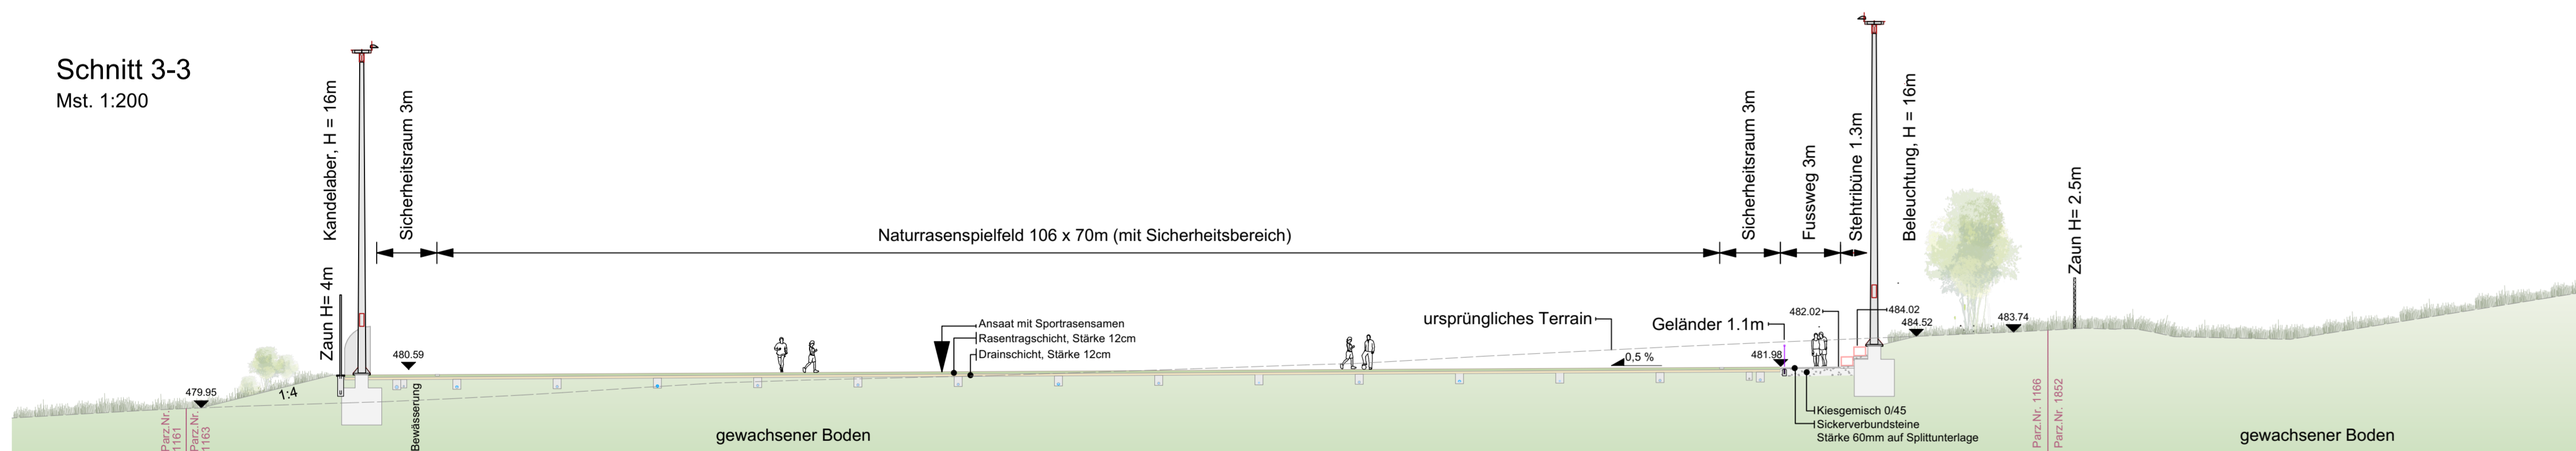 Schnitt 3-3
Mst. 1:200
Kandelaber, H = 16m
Zaun H= 4m
Sicherheitsraum 3m
Naturrasenspielfeld 106 x 70m (mit Sicherheitsbereich)
Sicherheitsraum 3m
Fussweg 3m
Stehtribüne 1.3m
Beleuchtung, H = 16m
Zaun H= 2.5m
Ansaat mit Sportrasensamen
Rasentragschicht, Stärke 12cm
Drainschicht, Stärke 12cm
ursprüngliches Terrain
Geländer 1.1m
482.02
484.02
484.52
483.74
480.59
0,5 %
481.98
479.95
1:4
Bewässerung
Parz.Nr.
1161
Parz.Nr.
1163
gewachsener Boden
Kiesgemisch 0/45
Sickerverbundsteine
Stärke 60mm auf Splittunterlage
Parz.Nr. 1166
Parz.Nr. 1852
gewachsener Boden